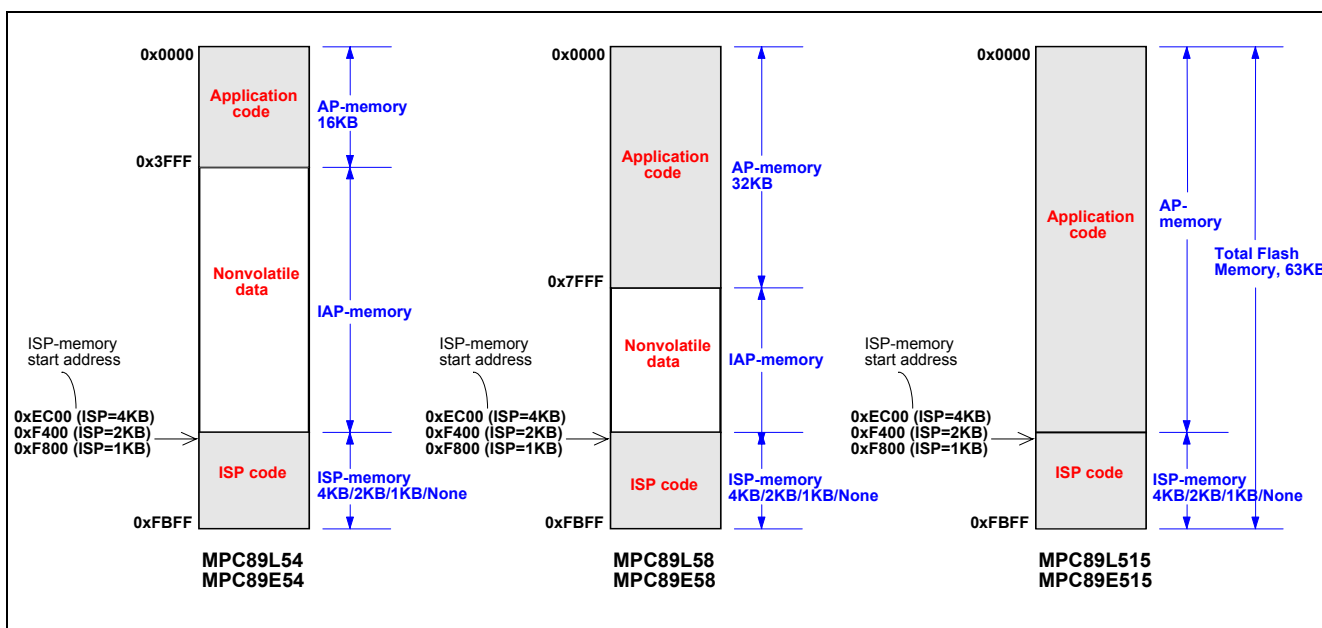 0x0000
Application
code
AP-memory
16KB
0x3FFF
Nonvolatile
data
IAP-memory
ISP-memory
start address
0xEC00 (ISP=4KB)
0xF400 (ISP=2KB)
0xF800 (ISP=1KB)
ISP code
ISP-memory
4KB/2KB/1KB/None
0xFBFF
MPC89L54
MPC89E54
0x0000
Application
code
AP-memory
32KB
0x7FFF
Nonvolatile
data
IAP-memory
ISP-memory
start address
0xEC00 (ISP=4KB)
0xF400 (ISP=2KB)
0xF800 (ISP=1KB)
ISP code
ISP-memory
4KB/2KB/1KB/None
0xFBFF
MPC89L58
MPC89E58
0x0000
Application
code
AP-
memory
Total Flash
Memory, 63KB
ISP-memory
start address
0xEC00 (ISP=4KB)
0xF400 (ISP=2KB)
0xF800 (ISP=1KB)
ISP code
ISP-memory
4KB/2KB/1KB/None
0xFBFF
MPC89L515
MPC89E515